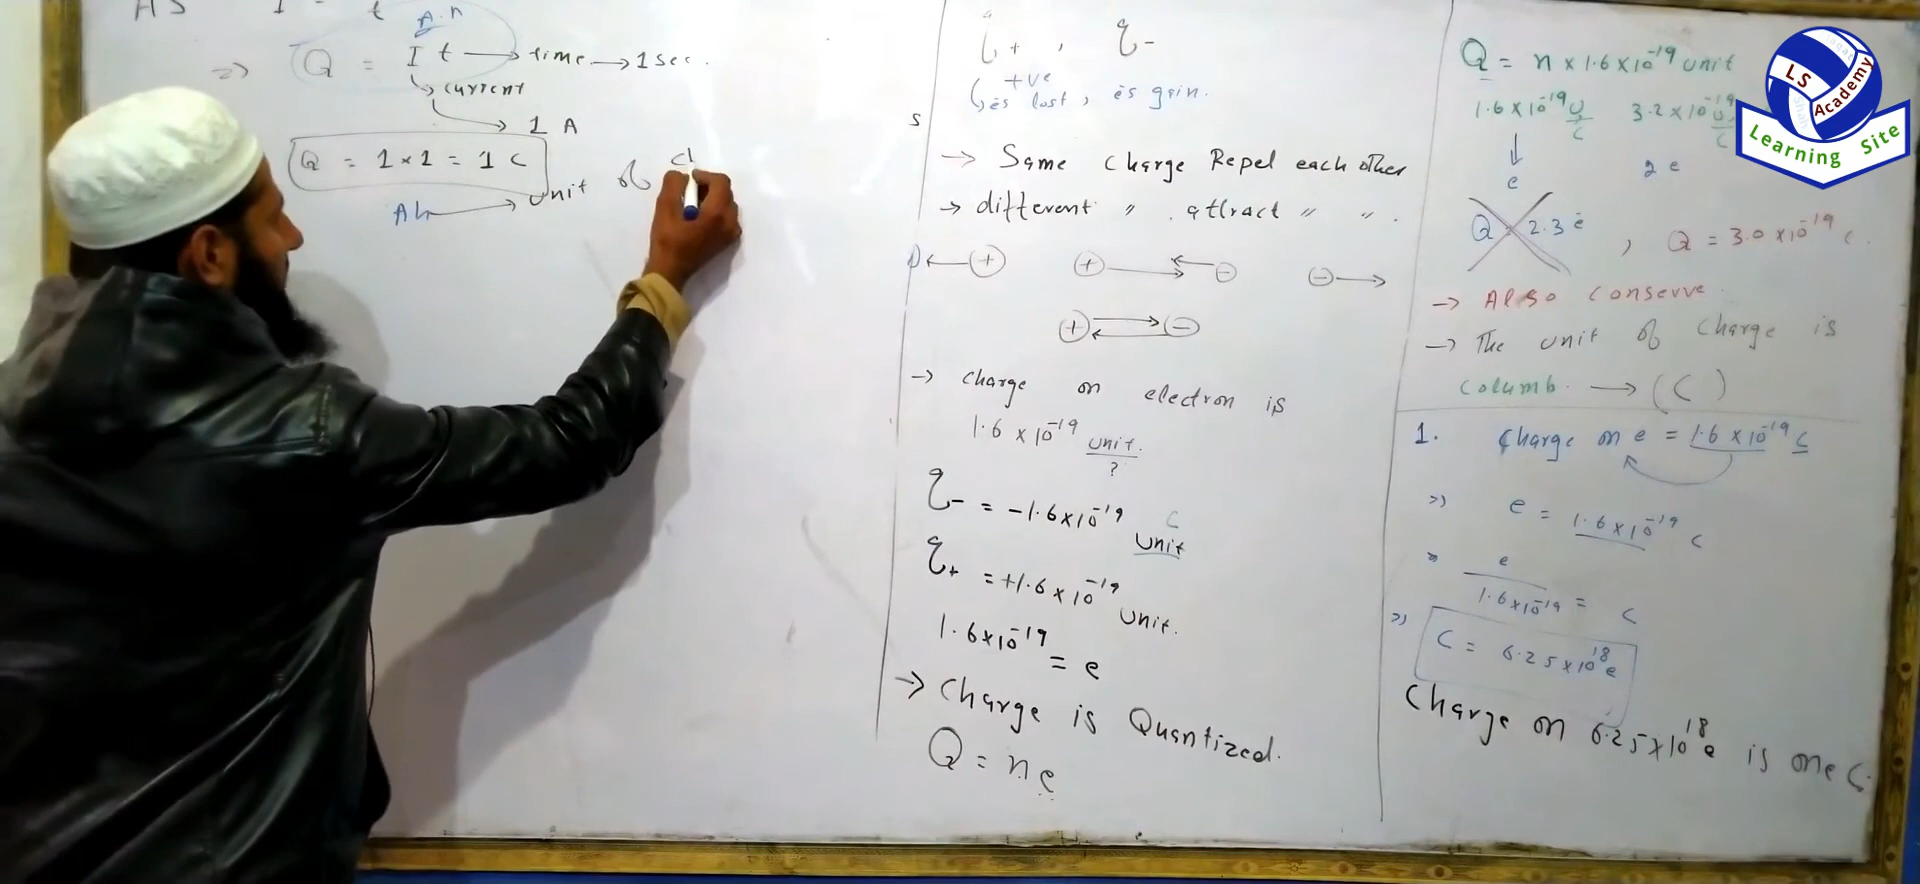 AS I = t
A.h
=> Q = I t → time → 1 sec.
current
1 A
Q = 1 × 1 = 1 C
Ah → Unit of ch
q+ , q-
+ve
es lost , es gain.
s
→ Same Charge Repel each other
→ different " attract " " .
← +
+ → ← -
- →
+ → ← -
→ Charge on electron is
1.6 × 10⁻¹⁹ unit.
?
q- = -1.6×10⁻¹⁹ C
Unit
q+ = +1.6×10⁻¹⁹ Unit.
1.6×10⁻¹⁹ = e
→ Charge is Quantized.
Q = ne
Q = n × 1.6×10⁻¹⁹ unit
1.6×10⁻¹⁹ U 3.2×10⁻¹⁹ U
C C
e 2 e
Q 2.3 e , Q = 3.0×10⁻¹⁹ C.
→ Also Conserve.
→ The unit of Charge is
Columb. → (C)
1. Charge on e = 1.6×10⁻¹⁹ C
=> e = 1.6×10⁻¹⁹ C
=> e / 1.6×10⁻¹⁹ = C
=> C = 6.25×10¹⁸ e
Charge on 6.25×10¹⁸ e is one C.
LS
Academy
Learning Site